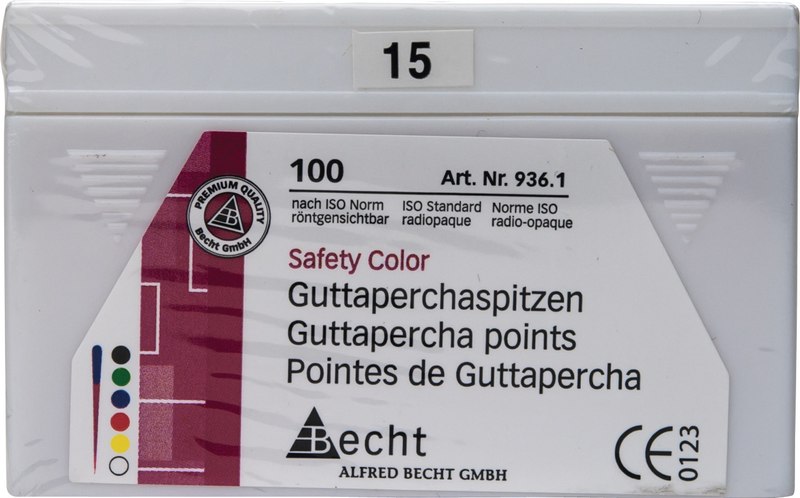 15
100
Art. Nr. 936.1
nach ISO Norm
röntgensichtbar
ISO Standard
radiopaque
Norme ISO
radio-opaque
PREMIUM QUALITY
Becht GmbH
Safety Color
Guttaperchaspitzen
Guttapercha points
Pointes de Guttapercha
Becht
ALFRED BECHT GMBH
CE 0123